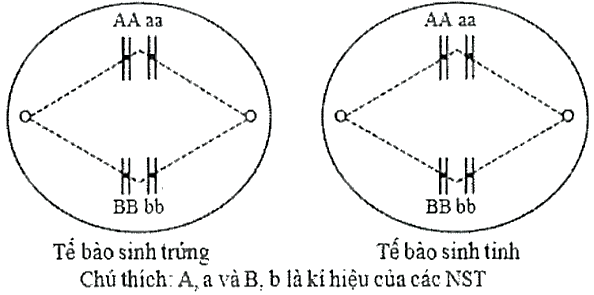 AA aa AA aa
BB bb BB bb
Tế bào sinh trứng Tế bào sinh tinh
Chú thích: A, a và B, b là kí hiệu của các NST